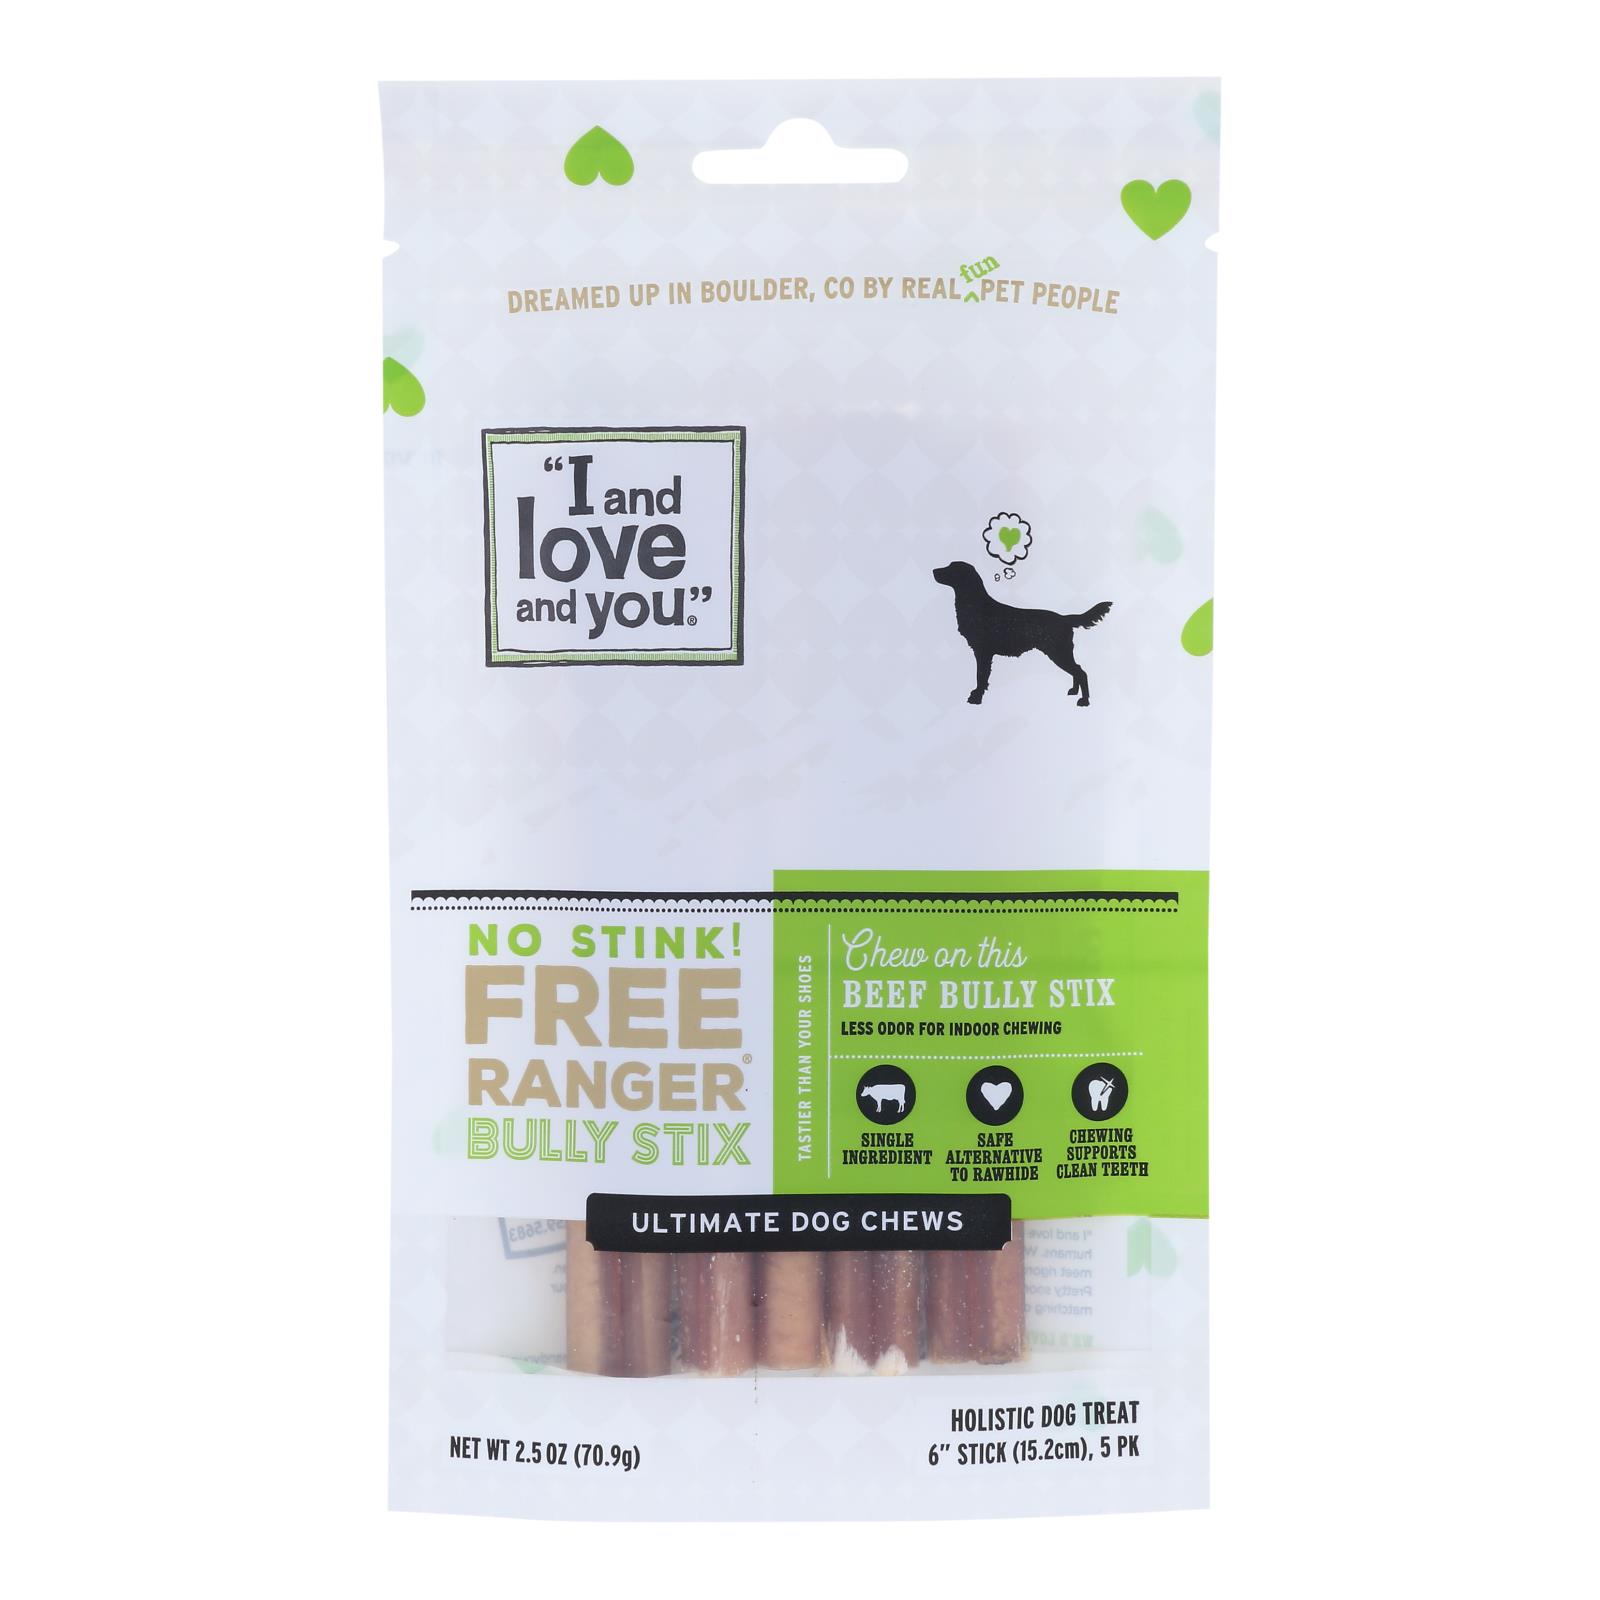 DREAMED UP IN BOULDER, CO BY REAL fun PET PEOPLE
"I and
love
and you."®
NO STINK!
FREE
RANGER®
BULLY STIX
TASTIER THAN YOUR SHOES
Chew on this
BEEF BULLY STIX
LESS ODOR FOR INDOOR CHEWING
SINGLE
INGREDIENT
SAFE
ALTERNATIVE
TO RAWHIDE
CHEWING
SUPPORTS
CLEAN TEETH
ULTIMATE DOG CHEWS
NET WT 2.5 OZ (70.9g)
HOLISTIC DOG TREAT
6" STICK (15.2cm), 5 PK